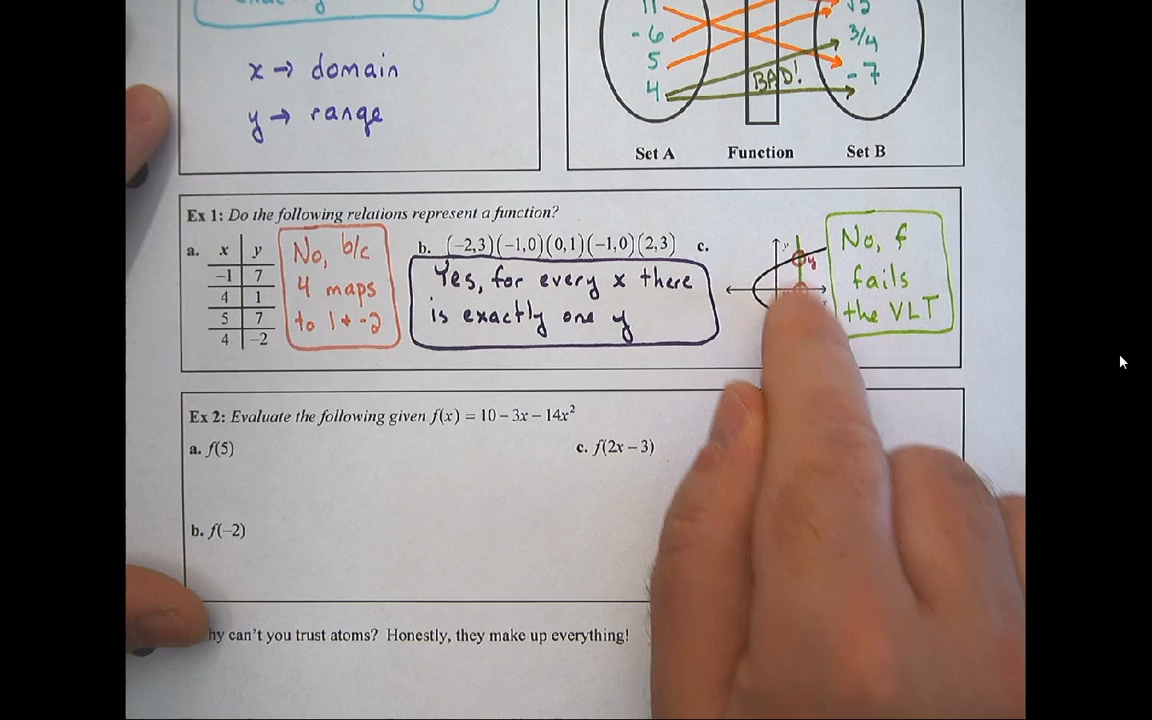 x → domain
y → range
- 6
5
4
3/4
- 7
BAD!
Set A Function Set B
Ex 1: Do the following relations represent a function?
a. x y
-1 7
4 1
5 7
4 -2
No, b/c
4 maps
to 1 + -2
b. (-2,3)(-1,0)(0,1)(-1,0)(2,3)
Yes, for every x there
is exactly one y
c.
y
y
No, f
fails
the VLT
Ex 2: Evaluate the following given f(x) = 10 – 3x – 14x²
a. f(5)
c. f(2x – 3)
b. f(–2)
hy can't you trust atoms? Honestly, they make up everything!